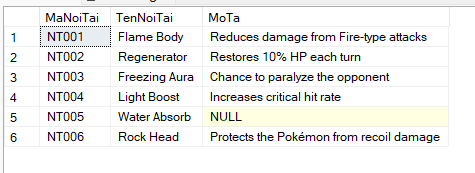 MaNoiTai TenNoiTai MoTa
1 NT001 Flame Body Reduces damage from Fire-type attacks
2 NT002 Regenerator Restores 10% HP each turn
3 NT003 Freezing Aura Chance to paralyze the opponent
4 NT004 Light Boost Increases critical hit rate
5 NT005 Water Absorb NULL
6 NT006 Rock Head Protects the Pokémon from recoil damage